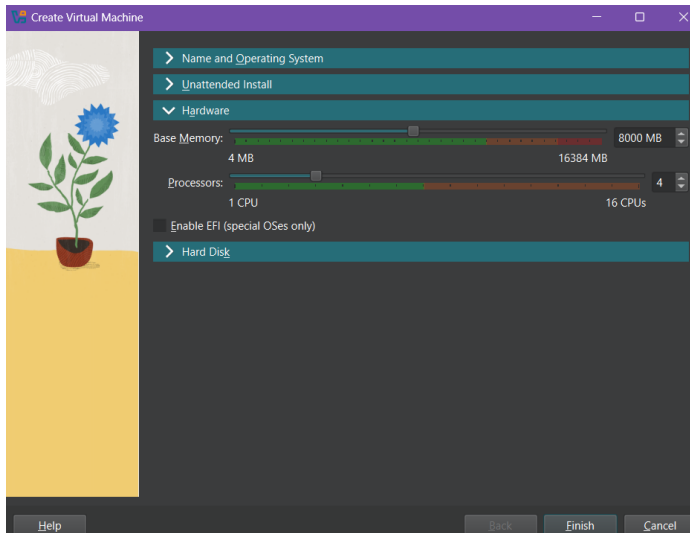 Create Virtual Machine
Name and Operating System
Unattended Install
Hardware
Base Memory: 8000 MB
4 MB 16384 MB
Processors: 4
1 CPU 16 CPUs
Enable EFI (special OSes only)
Hard Disk
Help Back Finish Cancel